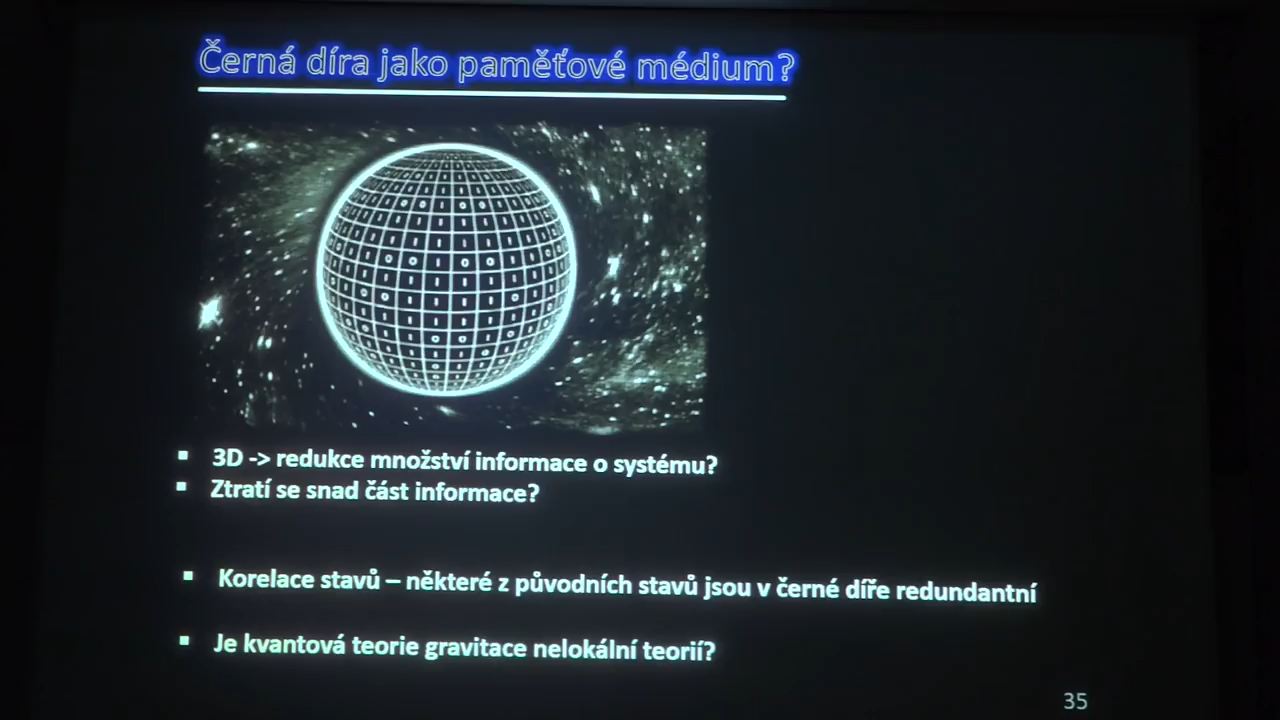 Černá díra jako paměťové médium?
3D -> redukce množství informace o systému?
Ztratí se snad část informace?
Korelace stavů – některé z původních stavů jsou v černé díře redundantní
Je kvantová teorie gravitace nelokální teorií?
35